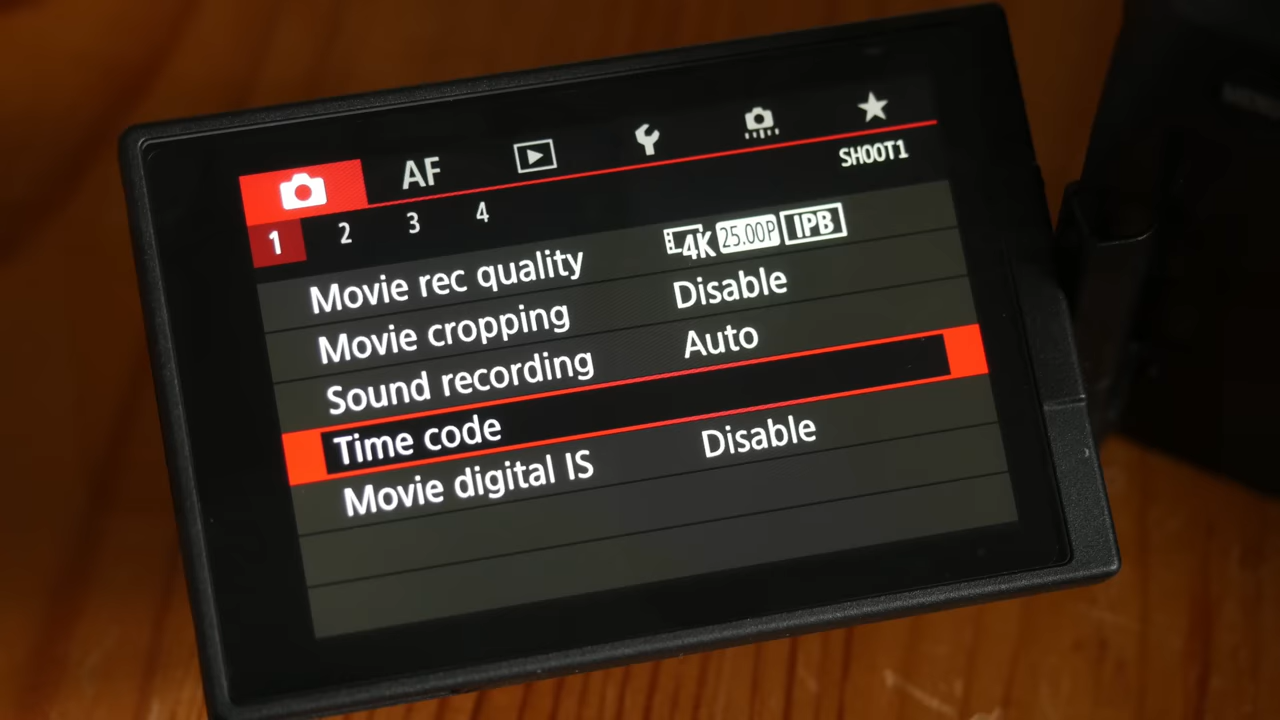 AF
SHOOT1
1 2 3 4
Movie rec quality 4K 25.00P IPB
Movie cropping Disable
Sound recording Auto
Time code
Movie digital IS Disable